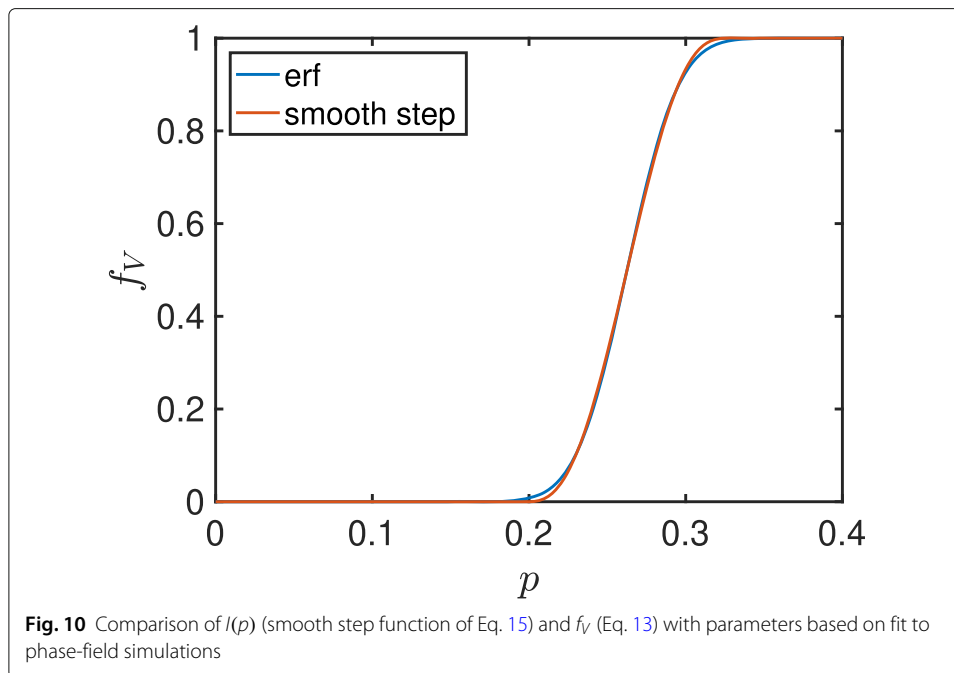 1
0.8
0.6
0.4
0.2
0
f_V
erf
smooth step
0 0.1 0.2 0.3 0.4
p
Fig. 10 Comparison of I(p) (smooth step function of Eq. 15) and f_V (Eq. 13) with parameters based on fit to
phase-field simulations